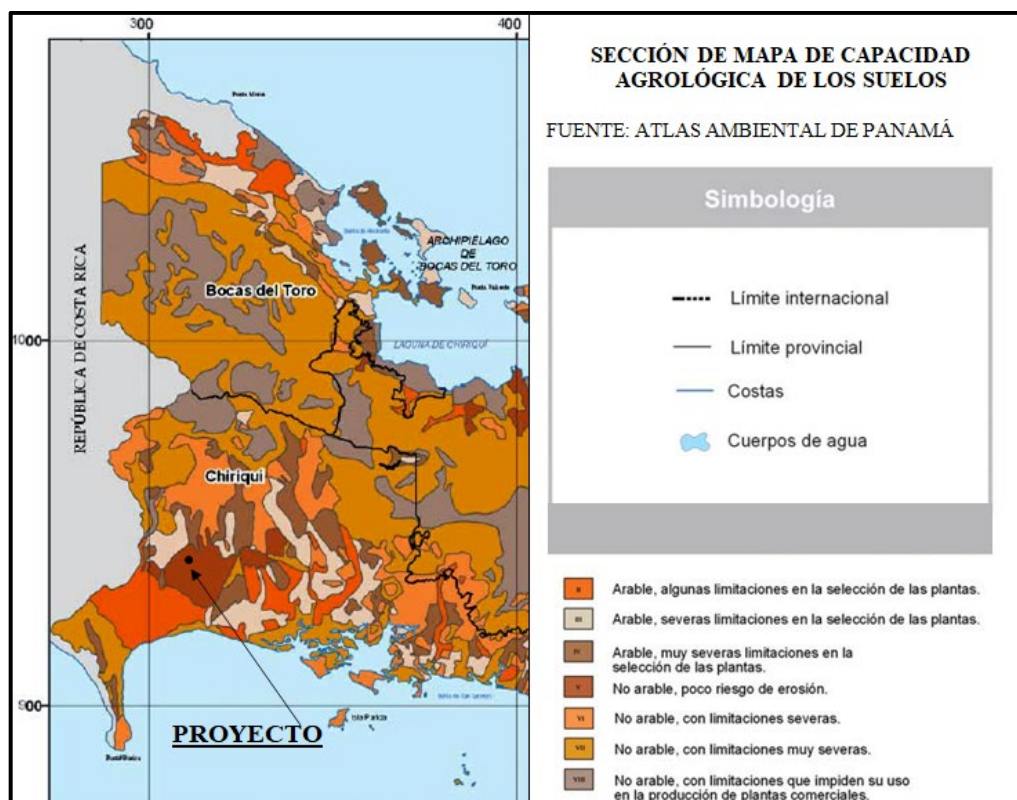 300
400
SECCIÓN DE MAPA DE CAPACIDAD
AGROLÓGICA DE LOS SUELOS
FUENTE: ATLAS AMBIENTAL DE PANAMÁ
Simbología
Límite internacional
Límite provincial
Costas
Cuerpos de agua
REPÚBLICA DE COSTA RICA
ARCHIPIÉLAGO
DE
BOCAS DEL TORO
Bocas del Toro
1000
LAGUNA DE CHIRIQUÍ
Chiriquí
900
PROYECTO
Isla Parida
II Arable, algunas limitaciones en la selección de las plantas.
III Arable, severas limitaciones en la selección de las plantas.
IV Arable, muy severas limitaciones en la
selección de las plantas.
V No arable, poco riesgo de erosión.
VI No arable, con limitaciones severas.
VII No arable, con limitaciones muy severas.
VIII No arable, con limitaciones que impiden su uso
en la producción de plantas comerciales.